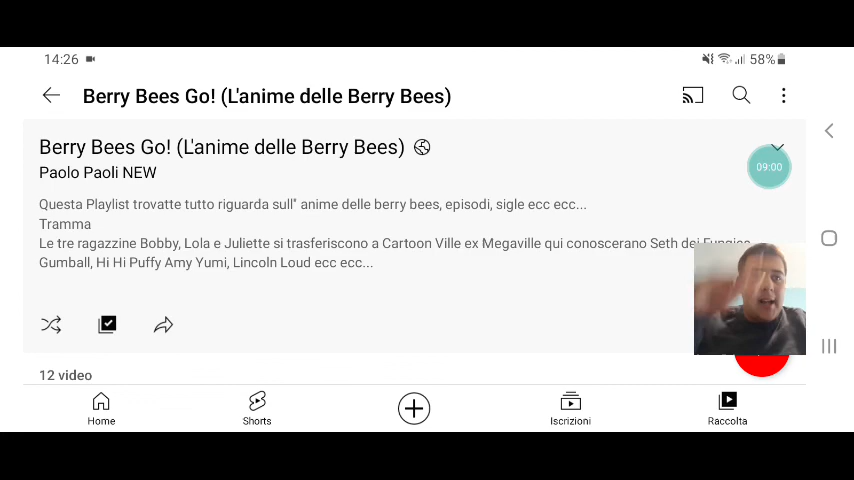 14:26
58%
Berry Bees Go! (L'anime delle Berry Bees)
Berry Bees Go! (L'anime delle Berry Bees)
Paolo Paoli NEW
09:00
Questa Playlist trovatte tutto riguarda sull'' anime delle berry bees, episodi, sigle ecc ecc...
Tramma
Le tre ragazzine Bobby, Lola e Juliette si trasferiscono a Cartoon Ville ex Megaville qui conoscerano Seth dei Fungies,
Gumball, Hi Hi Puffy Amy Yumi, Lincoln Loud ecc ecc...
12 video
Home
Shorts
Iscrizioni
Raccolta